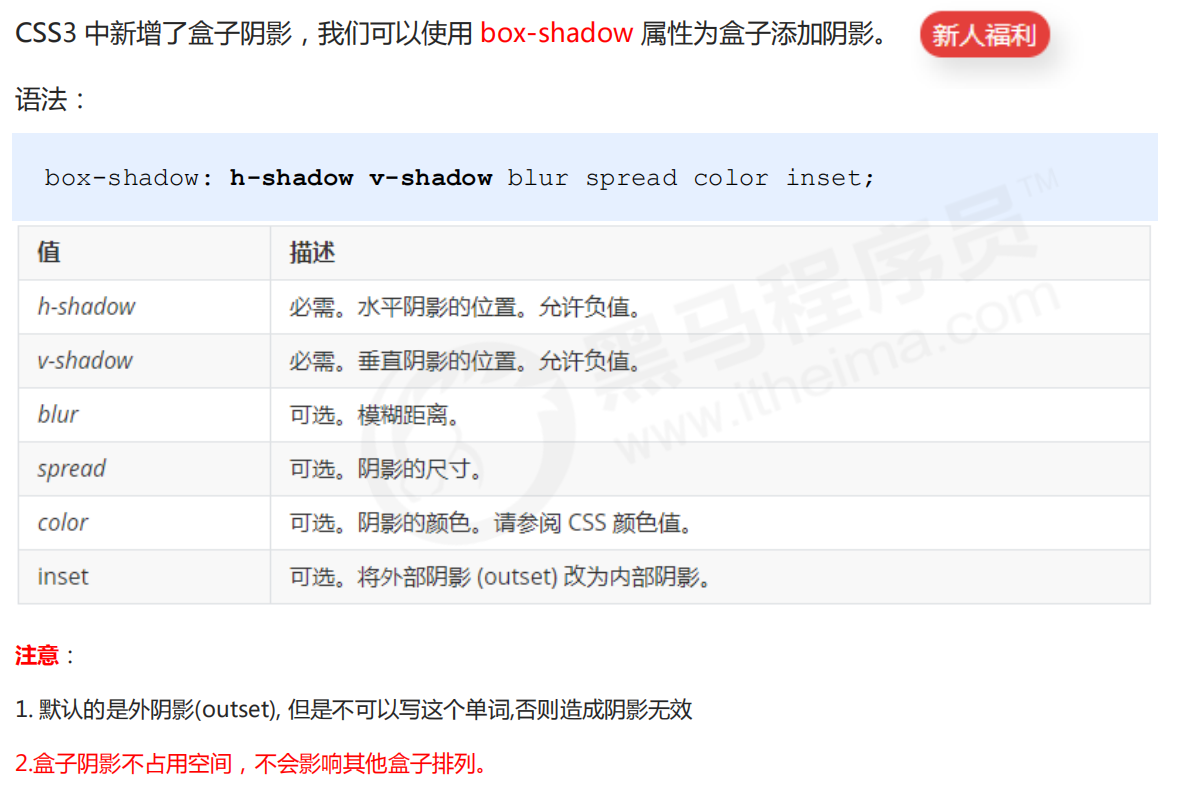 CSS3 中新增了盒子阴影，我们可以使用 box-shadow 属性为盒子添加阴影。 新人福利
语法：
box-shadow: h-shadow v-shadow blur spread color inset;
值 描述
h-shadow 必需。水平阴影的位置。允许负值。
v-shadow 必需。垂直阴影的位置。允许负值。
blur 可选。模糊距离。
spread 可选。阴影的尺寸。
color 可选。阴影的颜色。请参阅 CSS 颜色值。
inset 可选。将外部阴影 (outset) 改为内部阴影。
黑马程序员™
www.itheima.com
注意：
1. 默认的是外阴影(outset), 但是不可以写这个单词,否则造成阴影无效
2.盒子阴影不占用空间，不会影响其他盒子排列。